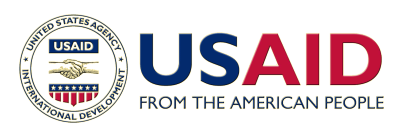 UNITED STATES AGENCY
USAID
INTERNATIONAL DEVELOPMENT
USAID
FROM THE AMERICAN PEOPLE